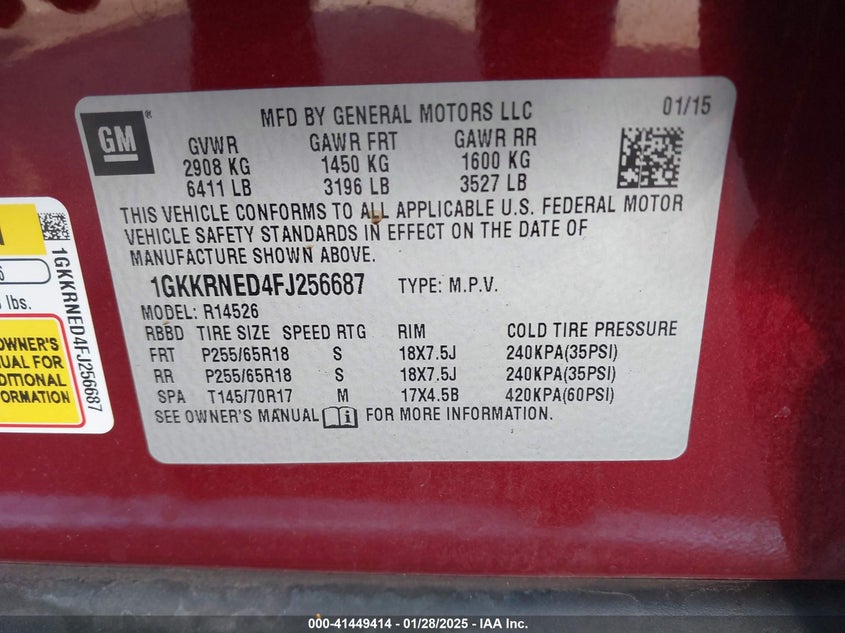 GM ®
MFD BY GENERAL MOTORS LLC 01/15
GVWR GAWR FRT GAWR RR
2908 KG 1450 KG 1600 KG
6411 LB 3196 LB 3527 LB
THIS VEHICLE CONFORMS TO ALL APPLICABLE U.S. FEDERAL MOTOR
VEHICLE SAFETY STANDARDS IN EFFECT ON THE DATE OF
MANUFACTURE SHOWN ABOVE.
1GKKRNED4FJ256687 TYPE: M.P.V.
MODEL: R14526
RBBD TIRE SIZE SPEED RTG RIM COLD TIRE PRESSURE
FRT P255/65R18 S 18X7.5J 240KPA(35PSI)
RR P255/65R18 S 18X7.5J 240KPA(35PSI)
SPA T145/70R17 M 17X4.5B 420KPA(60PSI)
SEE OWNER'S MANUAL FOR MORE INFORMATION.
lbs.
OWNER'S
FOR
1GKKRNED4FJ256687
000-41449414 - 01/28/2025 - IAA Inc.